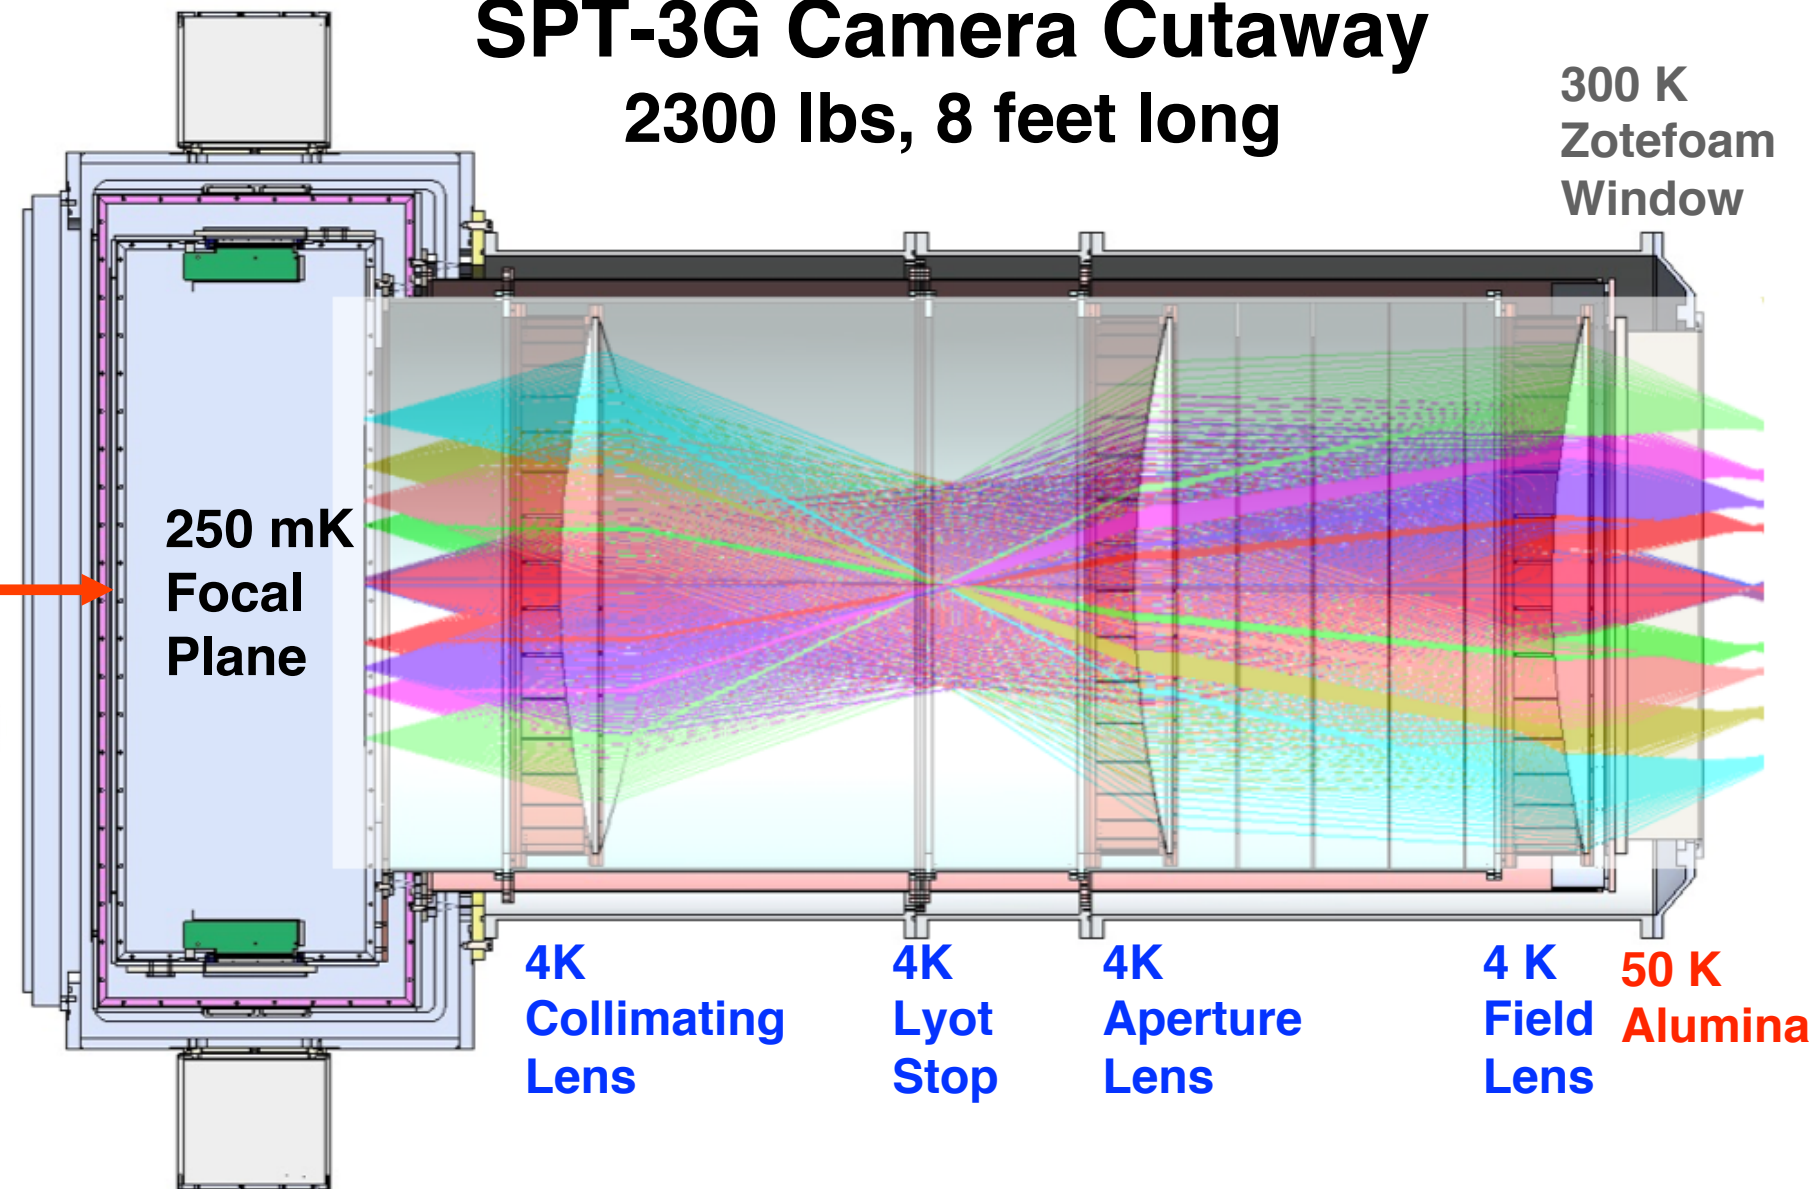 SPT-3G Camera Cutaway
2300 lbs, 8 feet long
300 K
Zotefoam
Window
250 mK
Focal
Plane
4K
Collimating
Lens
4K
Lyot
Stop
4K
Aperture
Lens
4 K
Field
Lens
50 K
Alumina